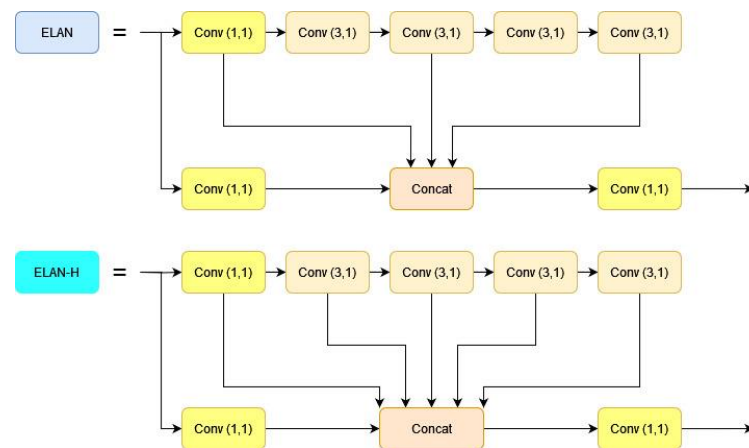 ELAN = Conv (1,1) Conv (3,1) Conv (3,1) Conv (3,1) Conv (3,1)
Conv (1,1) Concat Conv (1,1)
ELAN-H = Conv (1,1) Conv (3,1) Conv (3,1) Conv (3,1) Conv (3,1)
Conv (1,1) Concat Conv (1,1)